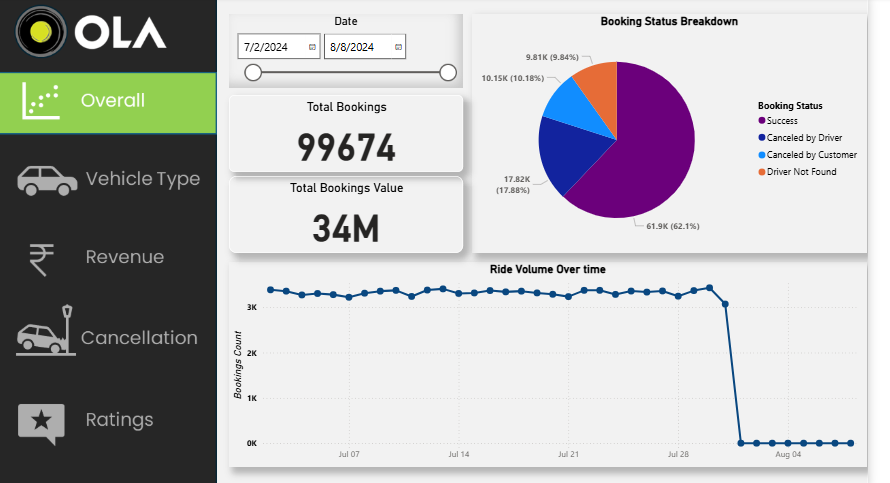 OLA
Overall
Vehicle Type
Revenue
Cancellation
Ratings
Date
7/2/2024
8/8/2024
Total Bookings
99674
Total Bookings Value
34M
Booking Status Breakdown
9.81K (9.84%)
10.15K (10.18%)
17.82K
(17.88%)
61.9K (62.1%)
Booking Status
Success
Canceled by Driver
Canceled by Customer
Driver Not Found
Ride Volume Over time
Bookings Count
3K
2K
1K
0K
Jul 07
Jul 14
Jul 21
Jul 28
Aug 04